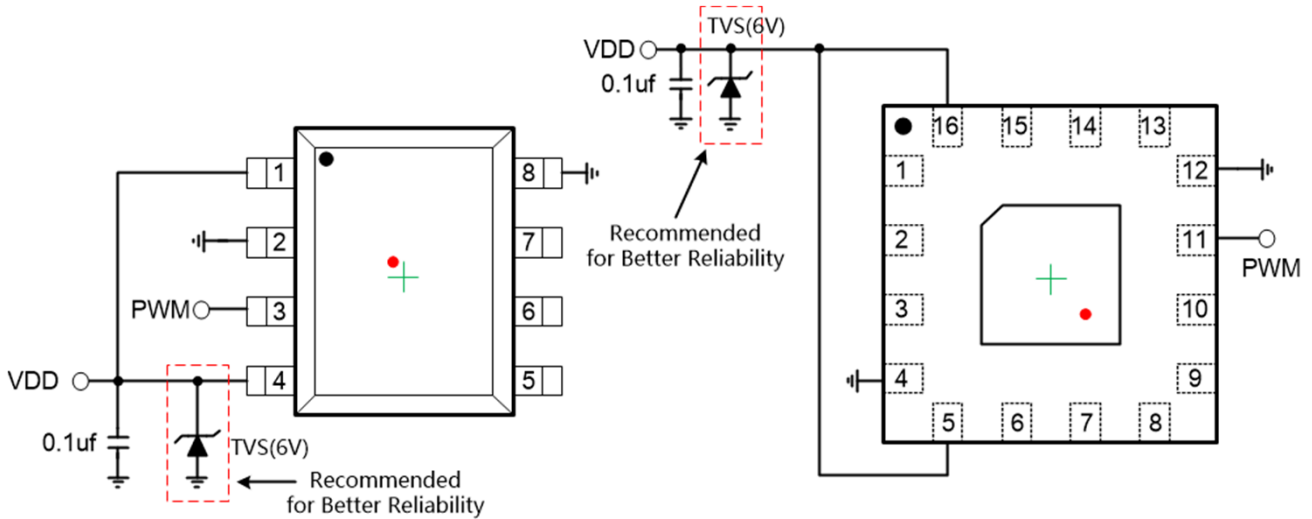 1
2
PWM
3
VDD
4
0.1uf
TVS(6V)
Recommended
for Better Reliability
8
7
6
5
VDD
TVS(6V)
0.1uf
Recommended
for Better Reliability
16
15
14
13
1
2
3
4
5
6
7
8
12
11
PWM
10
9